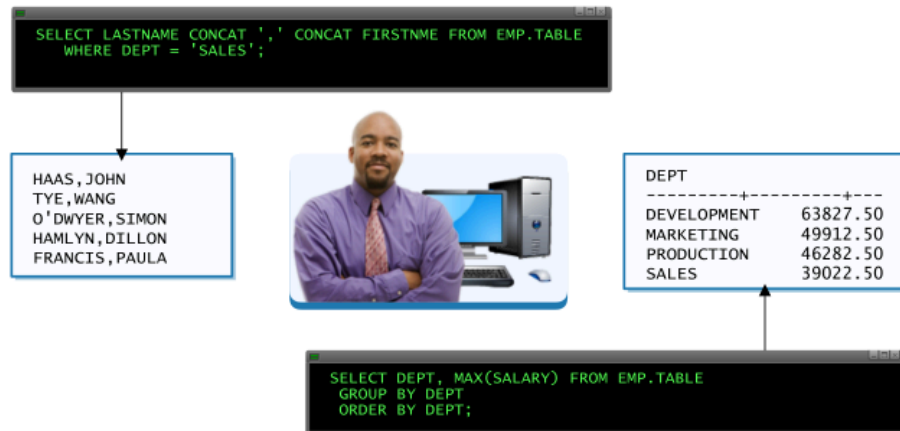 SELECT LASTNAME CONCAT ',' CONCAT FIRSTNME FROM EMP.TABLE
WHERE DEPT = 'SALES';
HAAS,JOHN
TYE,WANG
O'DWYER,SIMON
HAMLYN,DILLON
FRANCIS,PAULA
DEPT
---------+---------+---
DEVELOPMENT 63827.50
MARKETING 49912.50
PRODUCTION 46282.50
SALES 39022.50
SELECT DEPT, MAX(SALARY) FROM EMP.TABLE
GROUP BY DEPT
ORDER BY DEPT;